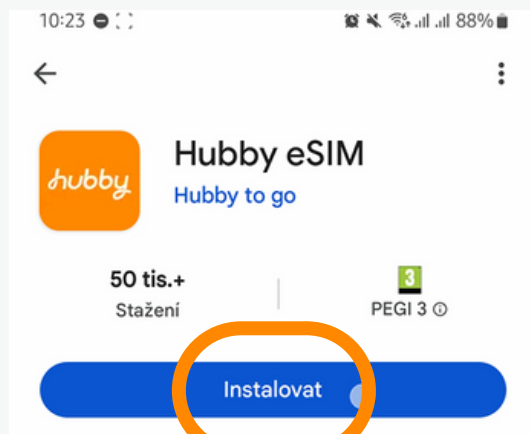 10:23
88%
Hubby eSIM
hubby
Hubby to go
50 tis.+
Stažení
3
PEGI 3
Instalovat